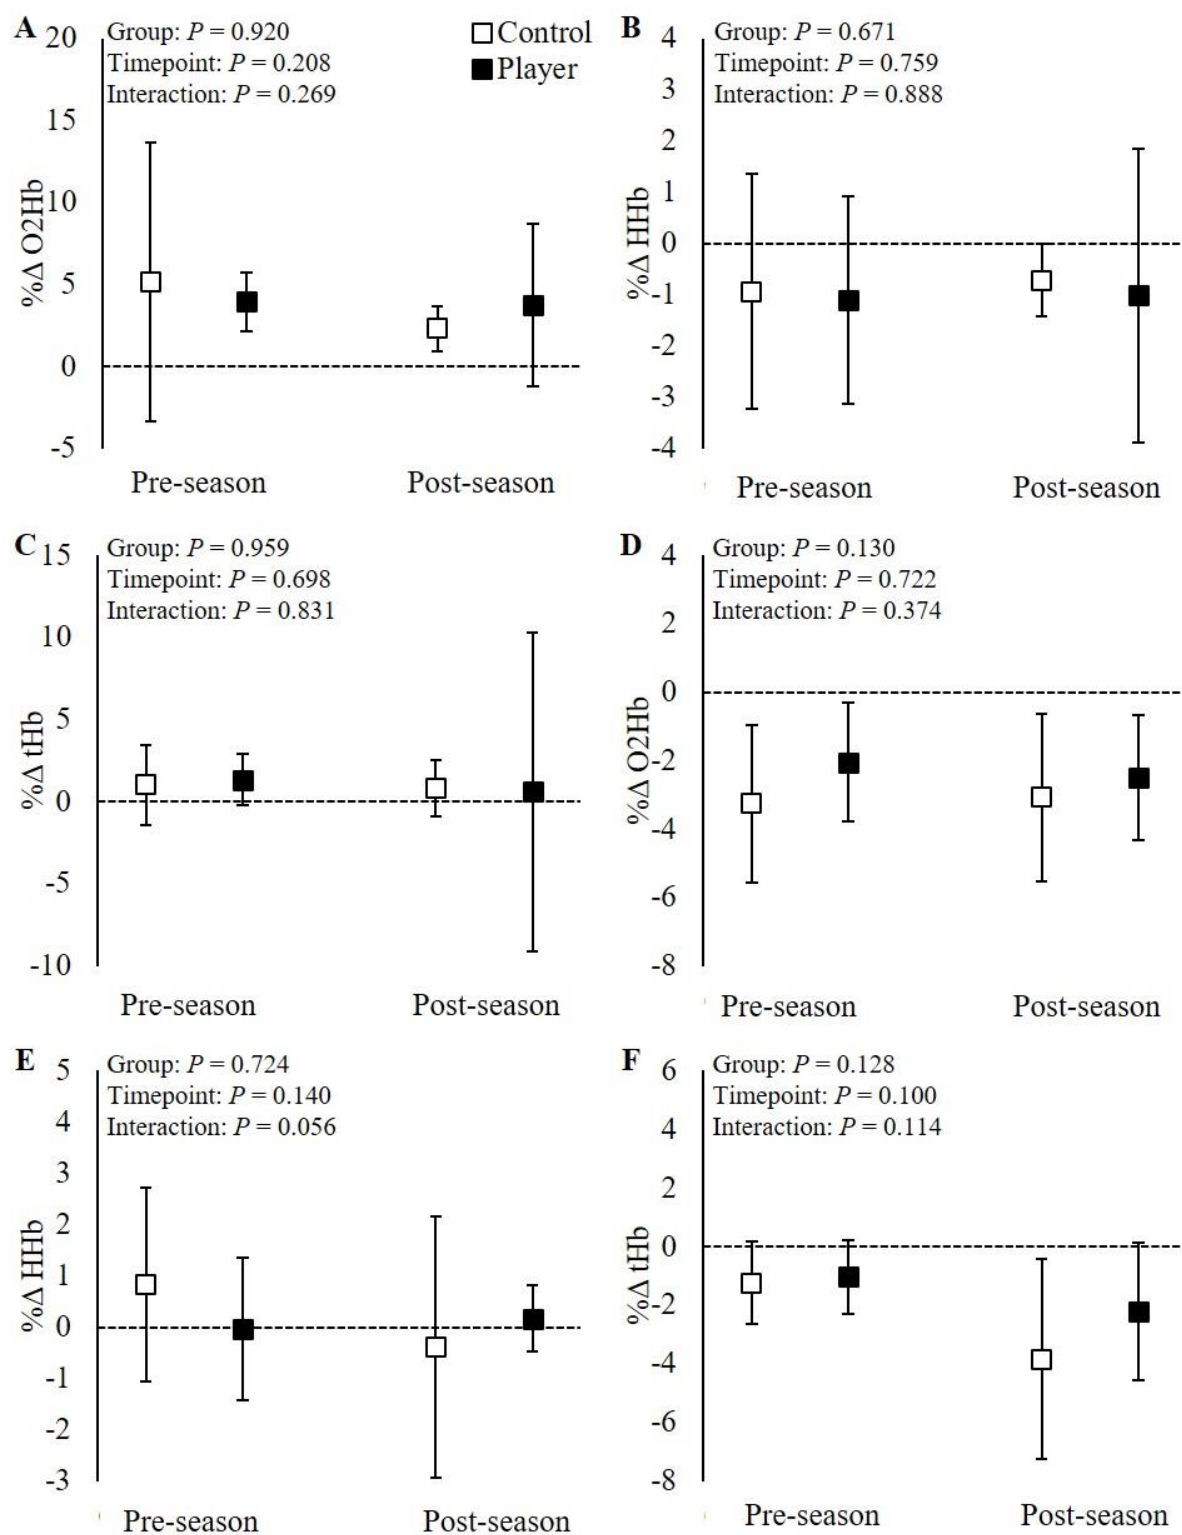 A
20
Group: P = 0.920
Timepoint: P = 0.208
Interaction: P = 0.269
Control
Player
15
10
5
0
-5
%Δ O2Hb
Pre-season
Post-season
B
4
Group: P = 0.671
Timepoint: P = 0.759
Interaction: P = 0.888
3
2
1
0
-1
-2
-3
-4
%Δ HHb
Pre-season
Post-season
C
15
Group: P = 0.959
Timepoint: P = 0.698
Interaction: P = 0.831
10
5
0
-5
-10
%Δ tHb
Pre-season
Post-season
D
4
Group: P = 0.130
Timepoint: P = 0.722
Interaction: P = 0.374
2
0
-2
-4
-6
-8
%Δ O2Hb
Pre-season
Post-season
E
5
Group: P = 0.724
Timepoint: P = 0.140
Interaction: P = 0.056
4
3
2
1
0
-1
-2
-3
%Δ HHb
Pre-season
Post-season
F
6
Group: P = 0.128
Timepoint: P = 0.100
Interaction: P = 0.114
4
2
0
-2
-4
-6
-8
%Δ tHb
Pre-season
Post-season